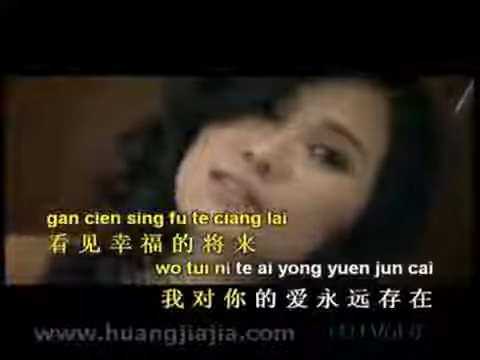 gan cien sing fu te ciang lai
看见幸福的将来
wo tui ni te ai yong yuen jun cai
我对你的爱永远存在
www.huangjiajia.com